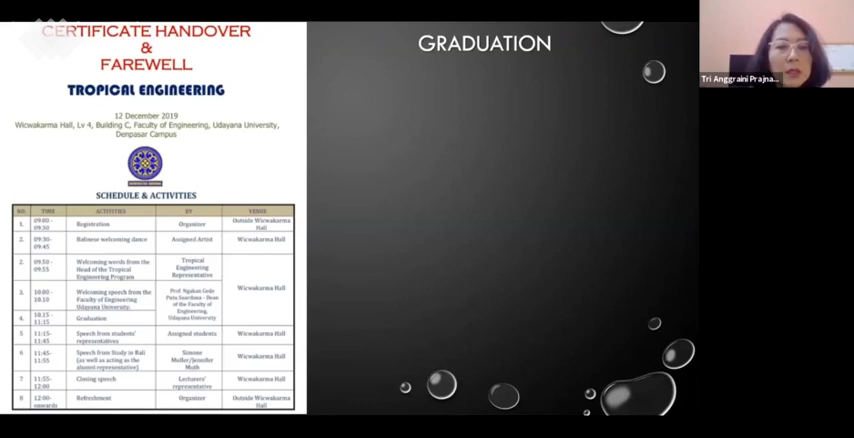 CERTIFICATE HANDOVER
&
FAREWELL
TROPICAL ENGINEERING
12 December 2019
Wicwakarma Hall, Lv 4, Building C, Faculty of Engineering, Udayana University,
Denpasar Campus
SCHEDULE & ACTIVITIES
NO. TIME ACTIVITIES BY VENUE
1. 09.00 - 09.30 Registration Organizer Outside Wicwakarma Hall
2. 09.30- 09.45 Balinese welcoming dance Assigned Artist Wicwakarma Hall
2. 09.50 - 09.55 Welcoming words from the Head of the Tropical Engineering Program Tropical Engineering Representative
3. 10.00 - 10.10 Welcoming speech from the Faculty of Engineering Udayana University. Prof. Ngakan Gede Putu Suardana - Dean of the Faculty of Engineering, Udayana University Wicwakarma Hall
4. 10.15 - 11.15 Graduation
5 11:15- 11:45 Speech from students' representatives Assigned students Wicwakarma Hall
6 11:45- 11:55 Speech from Study in Bali (as well as acting as the alumni representative) Simone Muller/Jennifer Muth Wicwakarma Hall
7 11:55- 12:00 Closing speech Lecturers' representative Wicwakarma Hall
8 12:00- onwards Refreshment Organizer Outside Wicwakarma Hall
GRADUATION
Tri Anggraini Prajna...